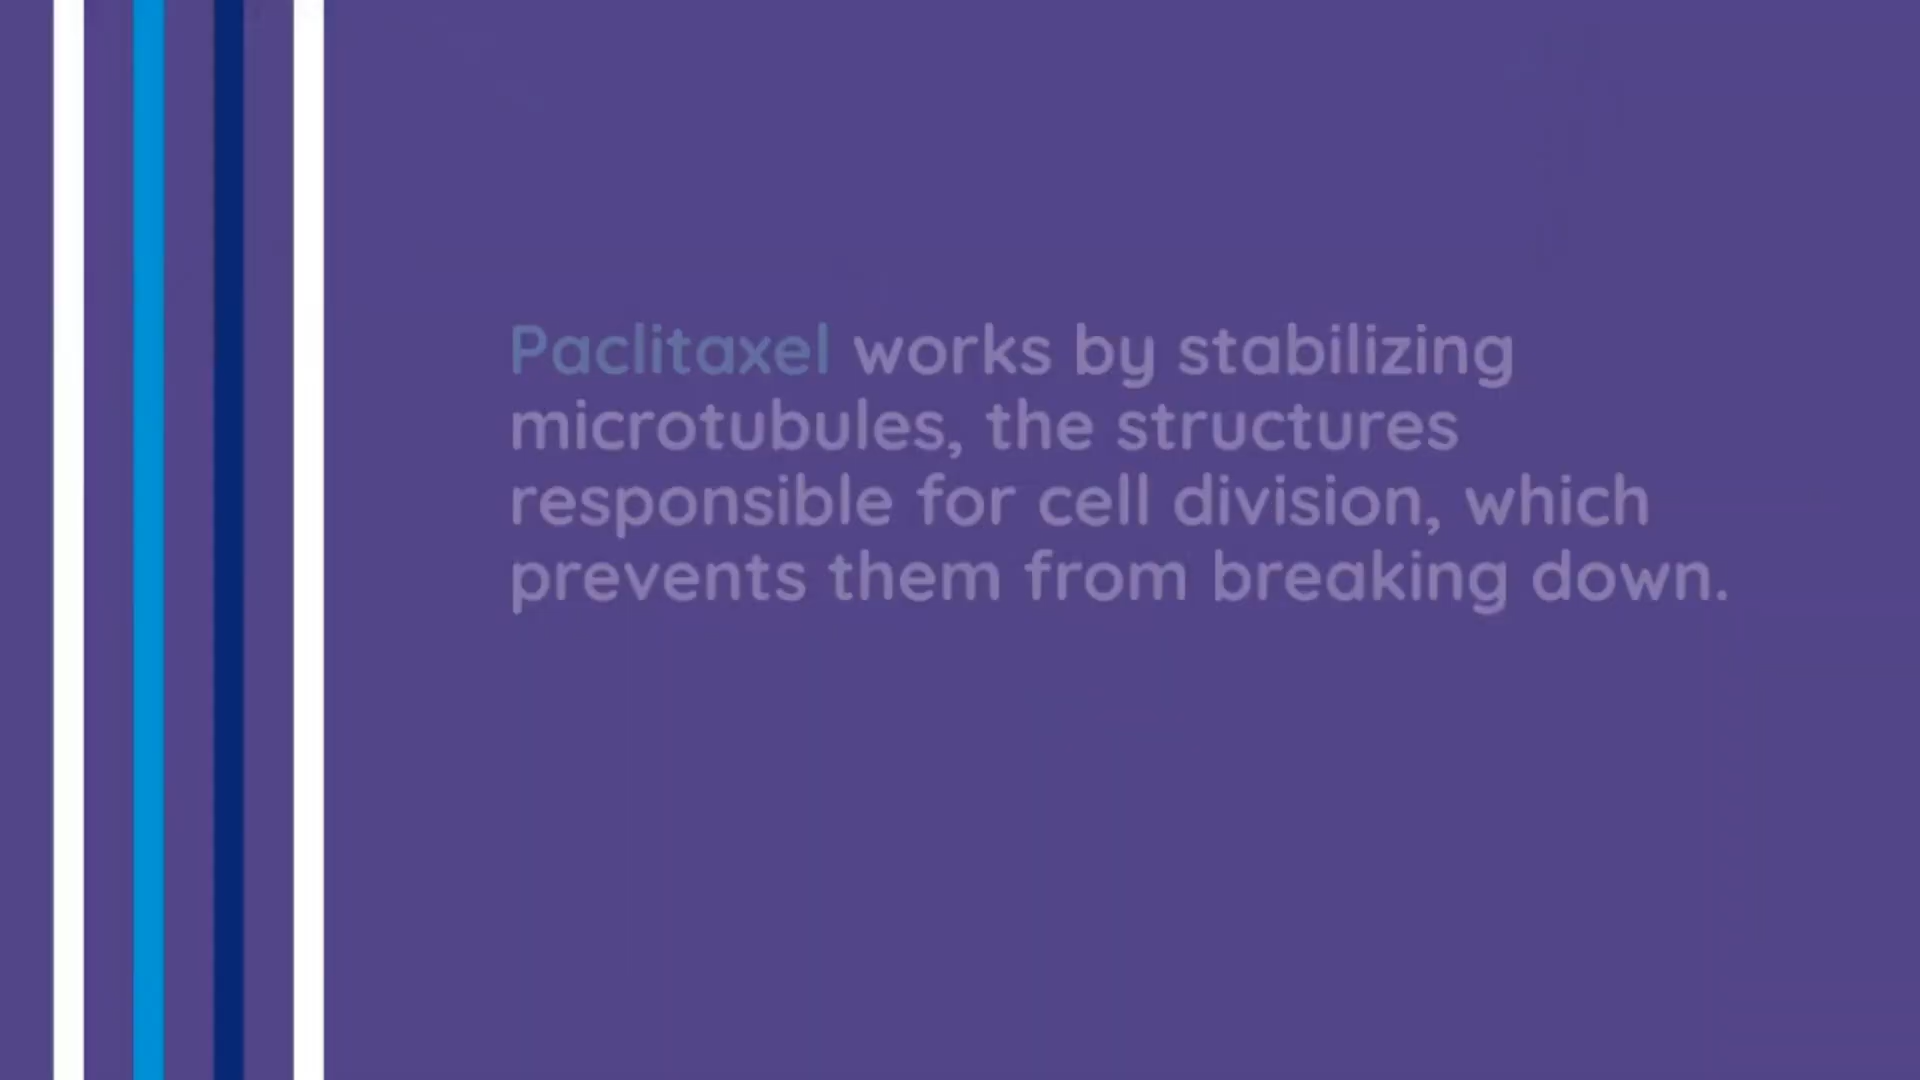 Paclitaxel works by stabilizing
microtubules, the structures
responsible for cell division, which
prevents them from breaking down.